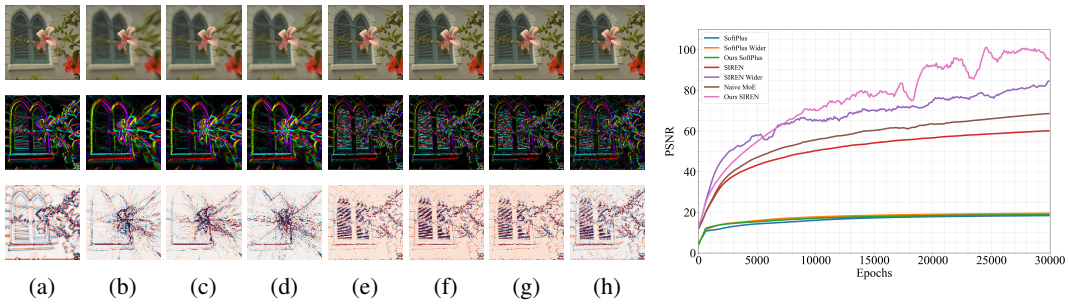 (a) (b) (c) (d) (e) (f) (g) (h)
PSNR
100
80
60
40
20
0
SoftPlus
SoftPlus Wider
Ours SoftPlus
SIREN
SIREN Wider
Naive MoE
Ours SIREN
0 5000 10000 15000 20000 25000 30000
Epochs